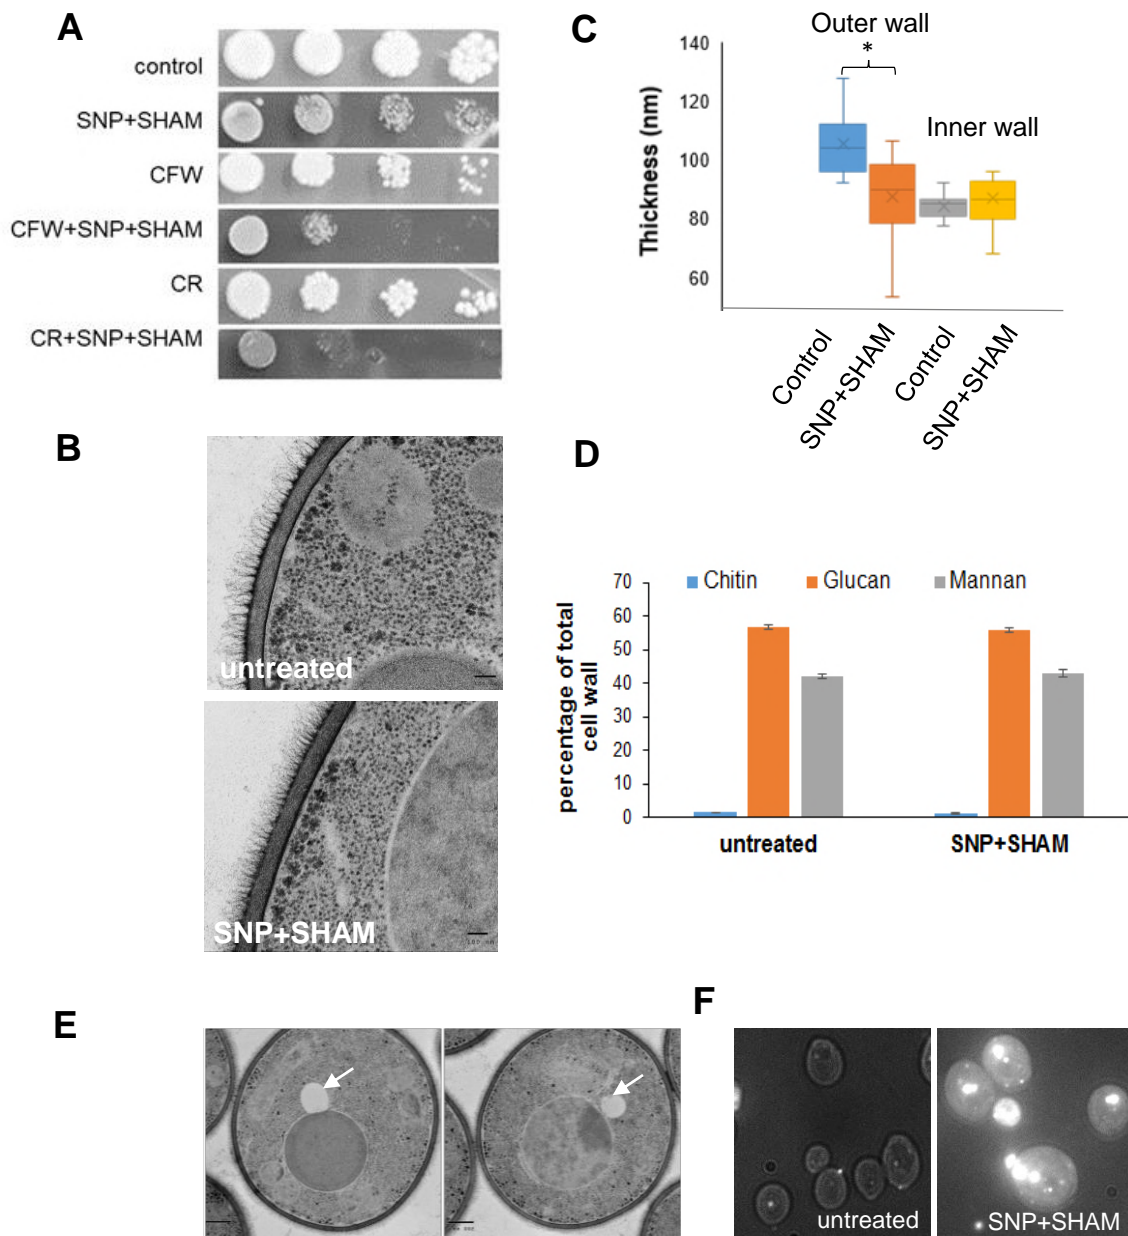 A
control
SNP+SHAM
CFW
CFW+SNP+SHAM
CR
CR+SNP+SHAM
B
untreated
SNP+SHAM
C
Outer wall
*
Inner wall
Thickness (nm)
140
120
100
80
60
Control
SNP+SHAM
Control
SNP+SHAM
D
percentage of total
cell wall
70
60
50
40
30
20
10
0
Chitin Glucan Mannan
untreated SNP+SHAM
E
F
untreated
SNP+SHAM